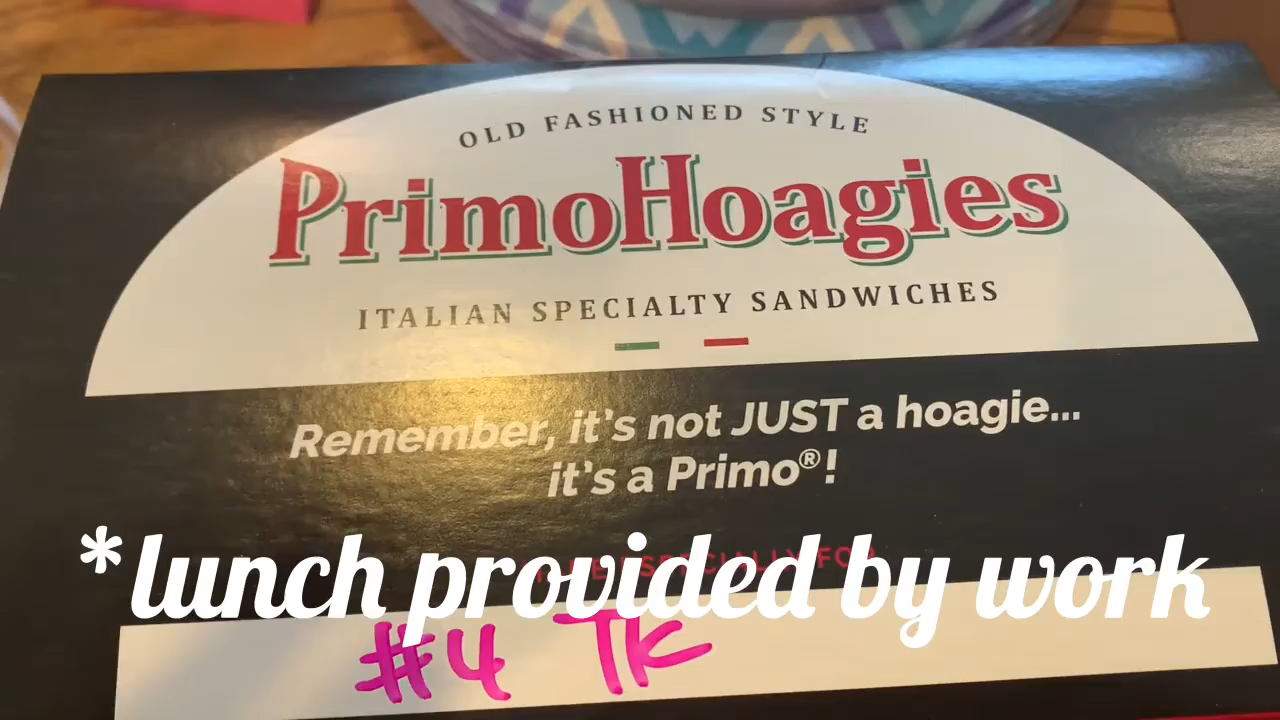 OLD FASHIONED STYLE
PrimoHoagies
ITALIAN SPECIALTY SANDWICHES
Remember, it's not JUST a hoagie...
it's a Primo®!
*lunch provided by work
#4 TK